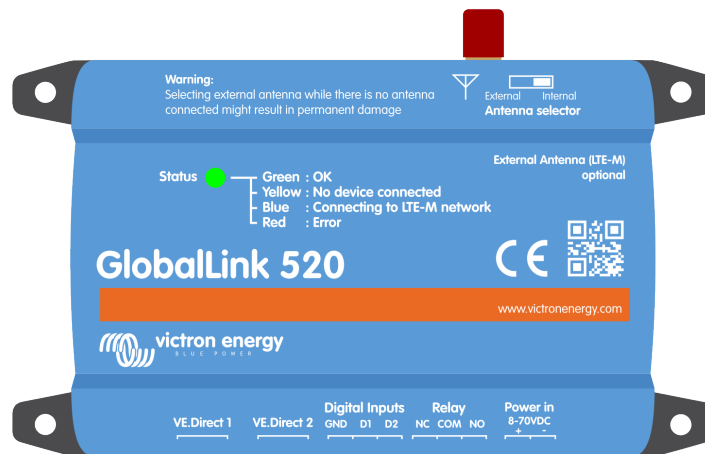 Warning:
Selecting external antenna while there is no antenna
connected might result in permanent damage
External Internal
Antenna selector
External Antenna (LTE-M)
optional
Status
Green : OK
Yellow : No device connected
Blue : Connecting to LTE-M network
Red : Error
GlobalLink 520
CE
www.victronenergy.com
victron energy
BLUE POWER
VE.Direct 1
VE.Direct 2
Digital Inputs
GND D1 D2
Relay
NC COM NO
Power in
8-70VDC
+ -